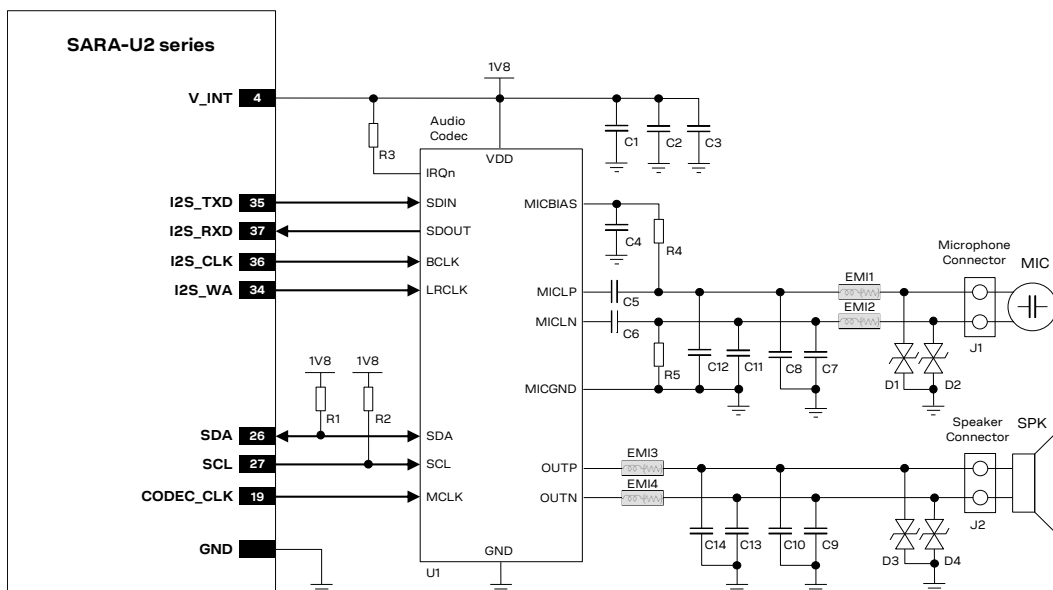 SARA-U2 series
V_INT 4
1V8
Audio
Codec
R3
C1
C2
C3
VDD
IRQn
I2S_TXD 35
SDIN
MICBIAS
I2S_RXD 37
SDOUT
C4
R4
I2S_CLK 36
BCLK
I2S_WA 34
LRCLK
Microphone
Connector
MIC
EMI1
MICLP
C5
EMI2
MICLN
C6
J1
R5
C12
C11
C8
C7
D1
D2
MICGND
1V8
1V8
R1
R2
Speaker
Connector
SPK
SDA 26
SDA
SCL 27
SCL
EMI3
OUTP
CODEC_CLK 19
MCLK
EMI4
OUTN
J2
C14
C13
C10
C9
D3
D4
GND
GND
U1